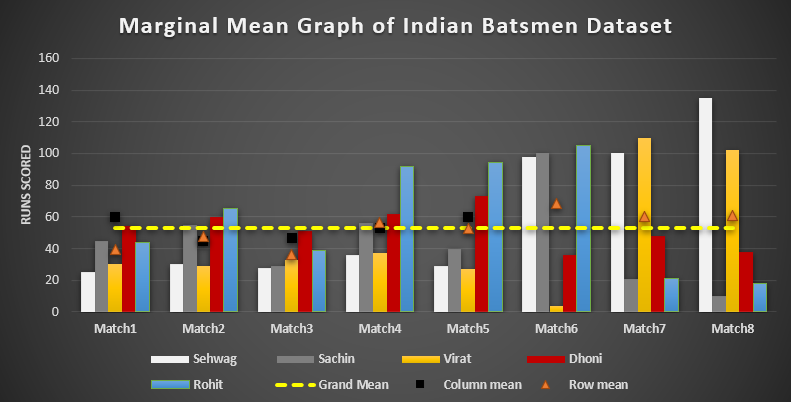 Marginal Mean Graph of Indian Batsmen Dataset
160
140
120
100
80
60
40
20
0
RUNS SCORED
Match1 Match2 Match3 Match4 Match5 Match6 Match7 Match8
Sehwag Sachin Virat Dhoni
Rohit Grand Mean Column mean Row mean